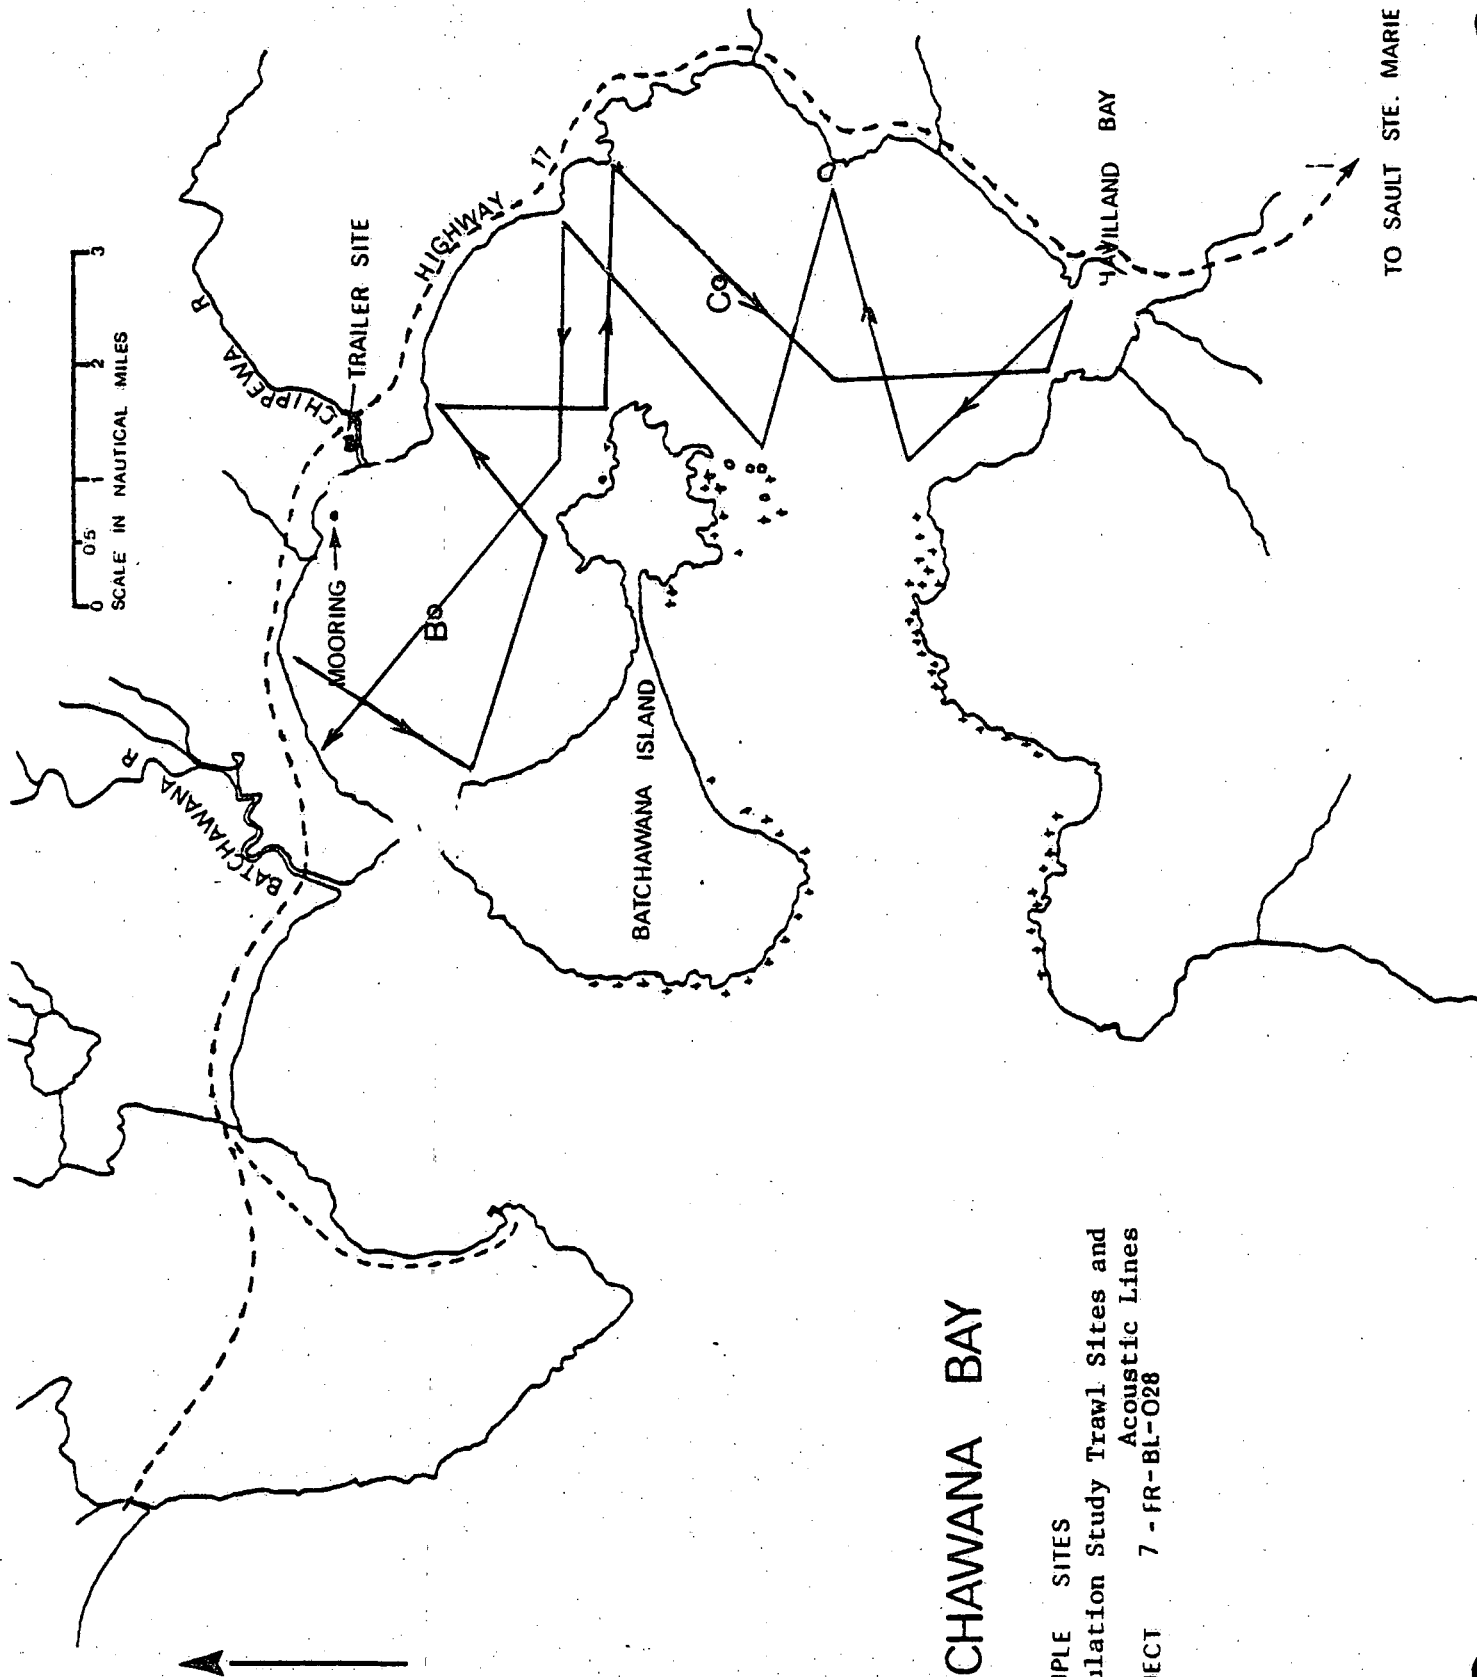 0 0.5 1 2 3
SCALE IN NAUTICAL MILES
CHIPPEWA R
TRAILER SITE
HIGHWAY 17
MOORING
BATCHAWANA R
B
C
BATCHAWANA ISLAND
HAVILLAND BAY
TO SAULT STE. MARIE
CHAWANA BAY
MPLE SITES
ulation Study Trawl Sites and
Acoustic Lines
JECT 7-FR-BL-028